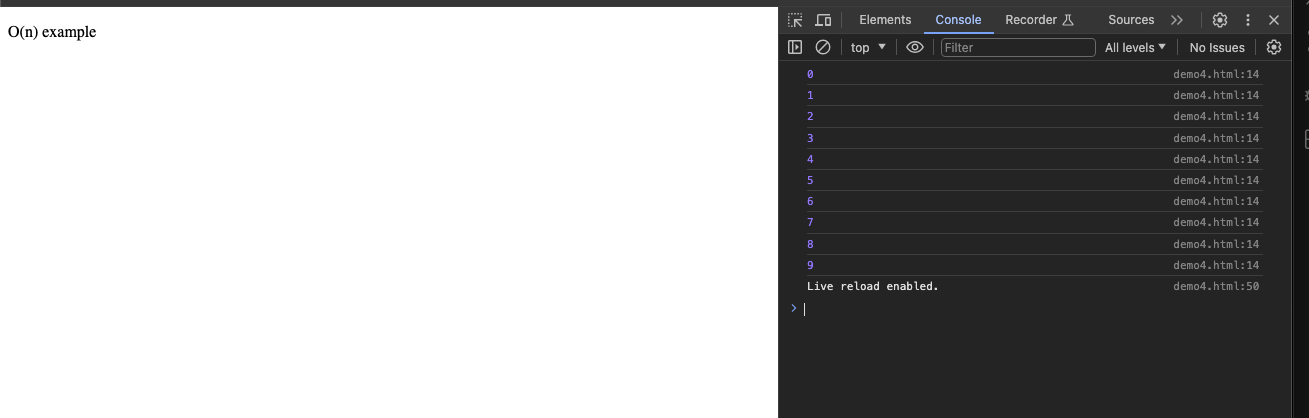 O(n) example
Elements Console Recorder Sources
top Filter All levels No Issues
0 demo4.html:14
1 demo4.html:14
2 demo4.html:14
3 demo4.html:14
4 demo4.html:14
5 demo4.html:14
6 demo4.html:14
7 demo4.html:14
8 demo4.html:14
9 demo4.html:14
Live reload enabled. demo4.html:50